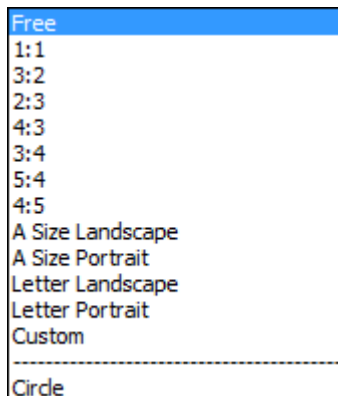 Free
1:1
3:2
2:3
4:3
3:4
5:4
4:5
A Size Landscape
A Size Portrait
Letter Landscape
Letter Portrait
Custom
----------------------------------------
Circle